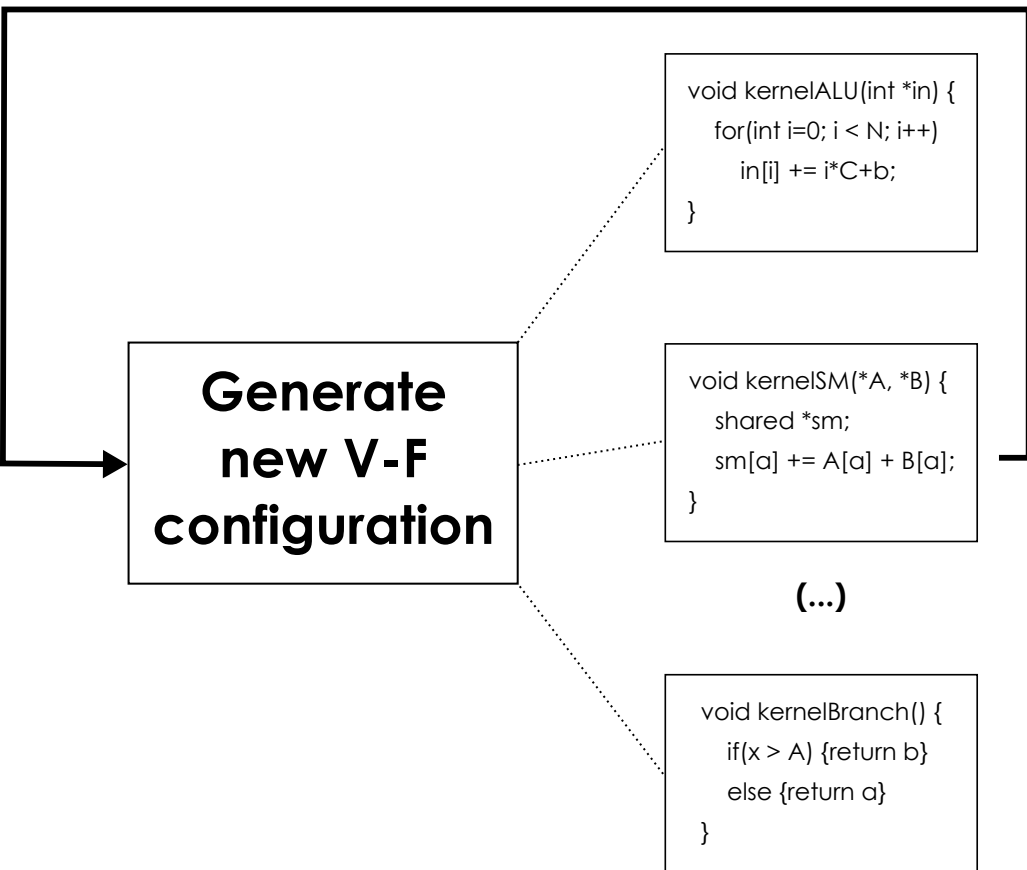 void kernelALU(int *in) {
for(int i=0; i < N; i++)
in[i] += i*C+b;
}
Generate
new V-F
configuration
void kernelSM(*A, *B) {
shared *sm;
sm[a] += A[a] + B[a];
}
(...)
void kernelBranch() {
if(x > A) {return b}
else {return a}
}